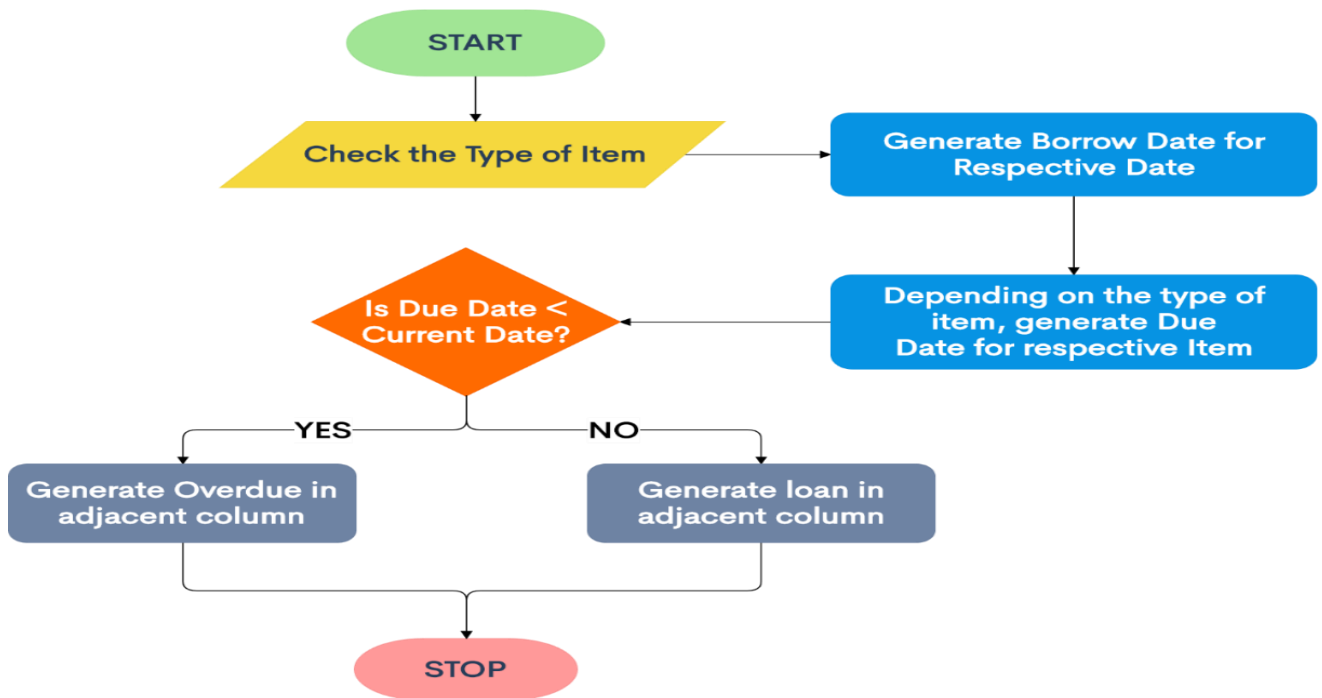 START
Check the Type of Item
Generate Borrow Date for
Respective Date
Depending on the type of
item, generate Due
Date for respective Item
Is Due Date <
Current Date?
YES
NO
Generate Overdue in
adjacent column
Generate loan in
adjacent column
STOP